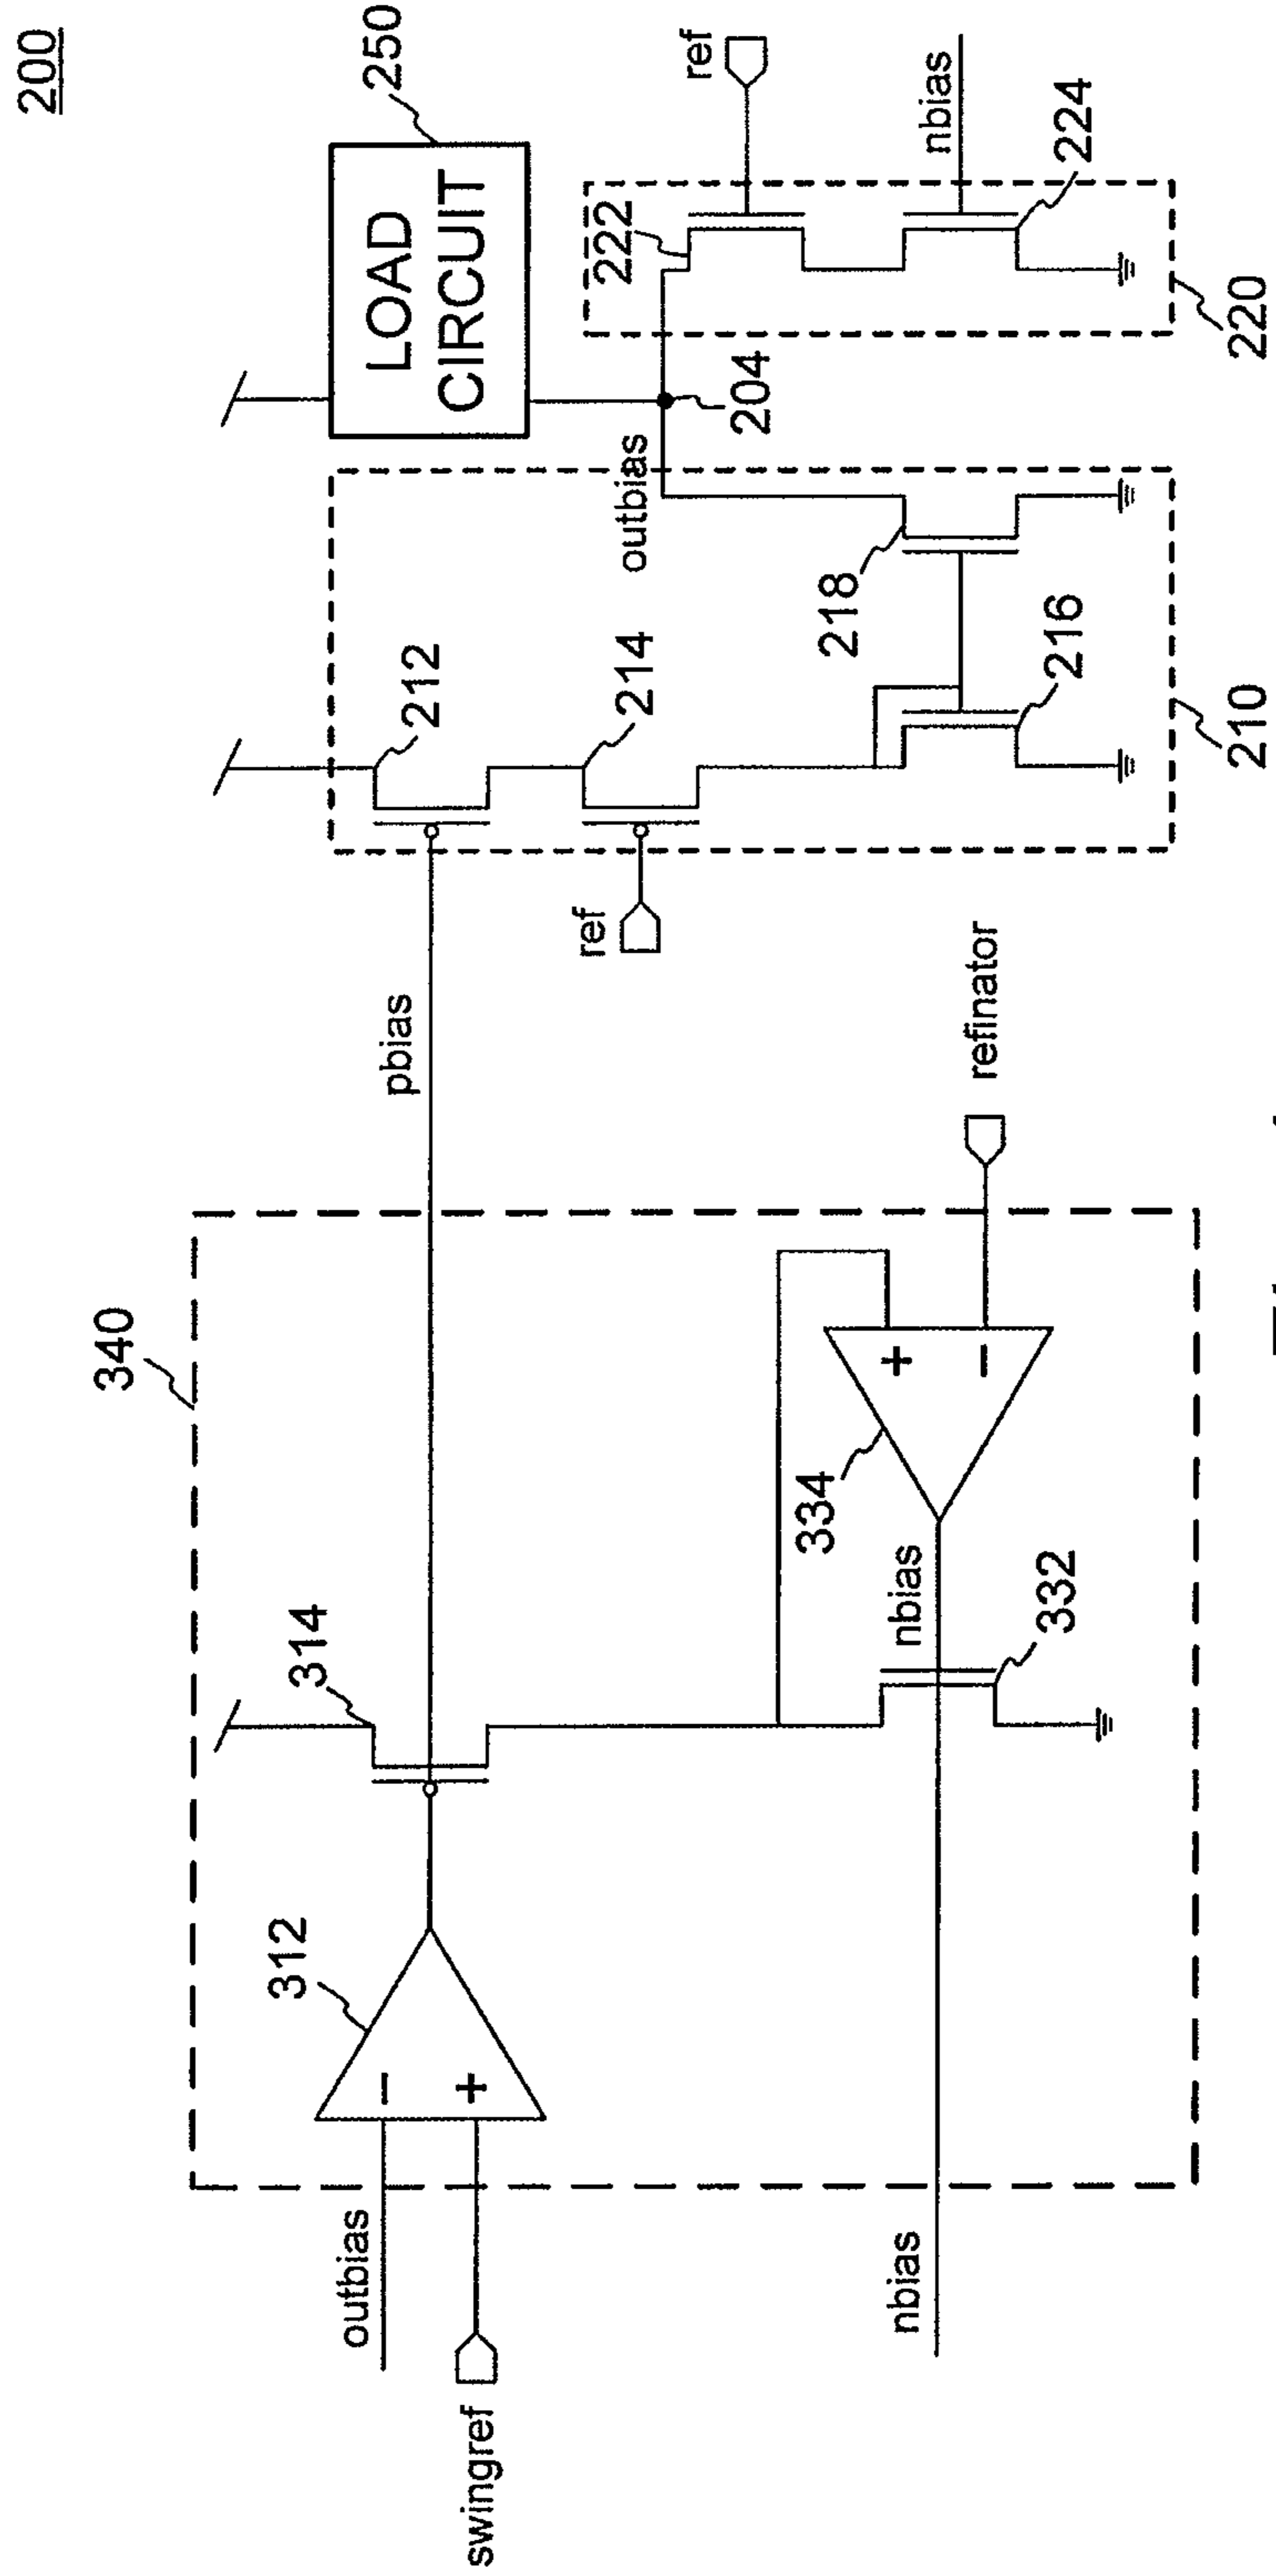 200
340
312
314
outbias
−
+
swingref
nbias
nbias
332
334
+
−
refinator
pbias
212
ref
214
216
218
210
outbias
204
LOAD
CIRCUIT
250
222
ref
nbias
224
220